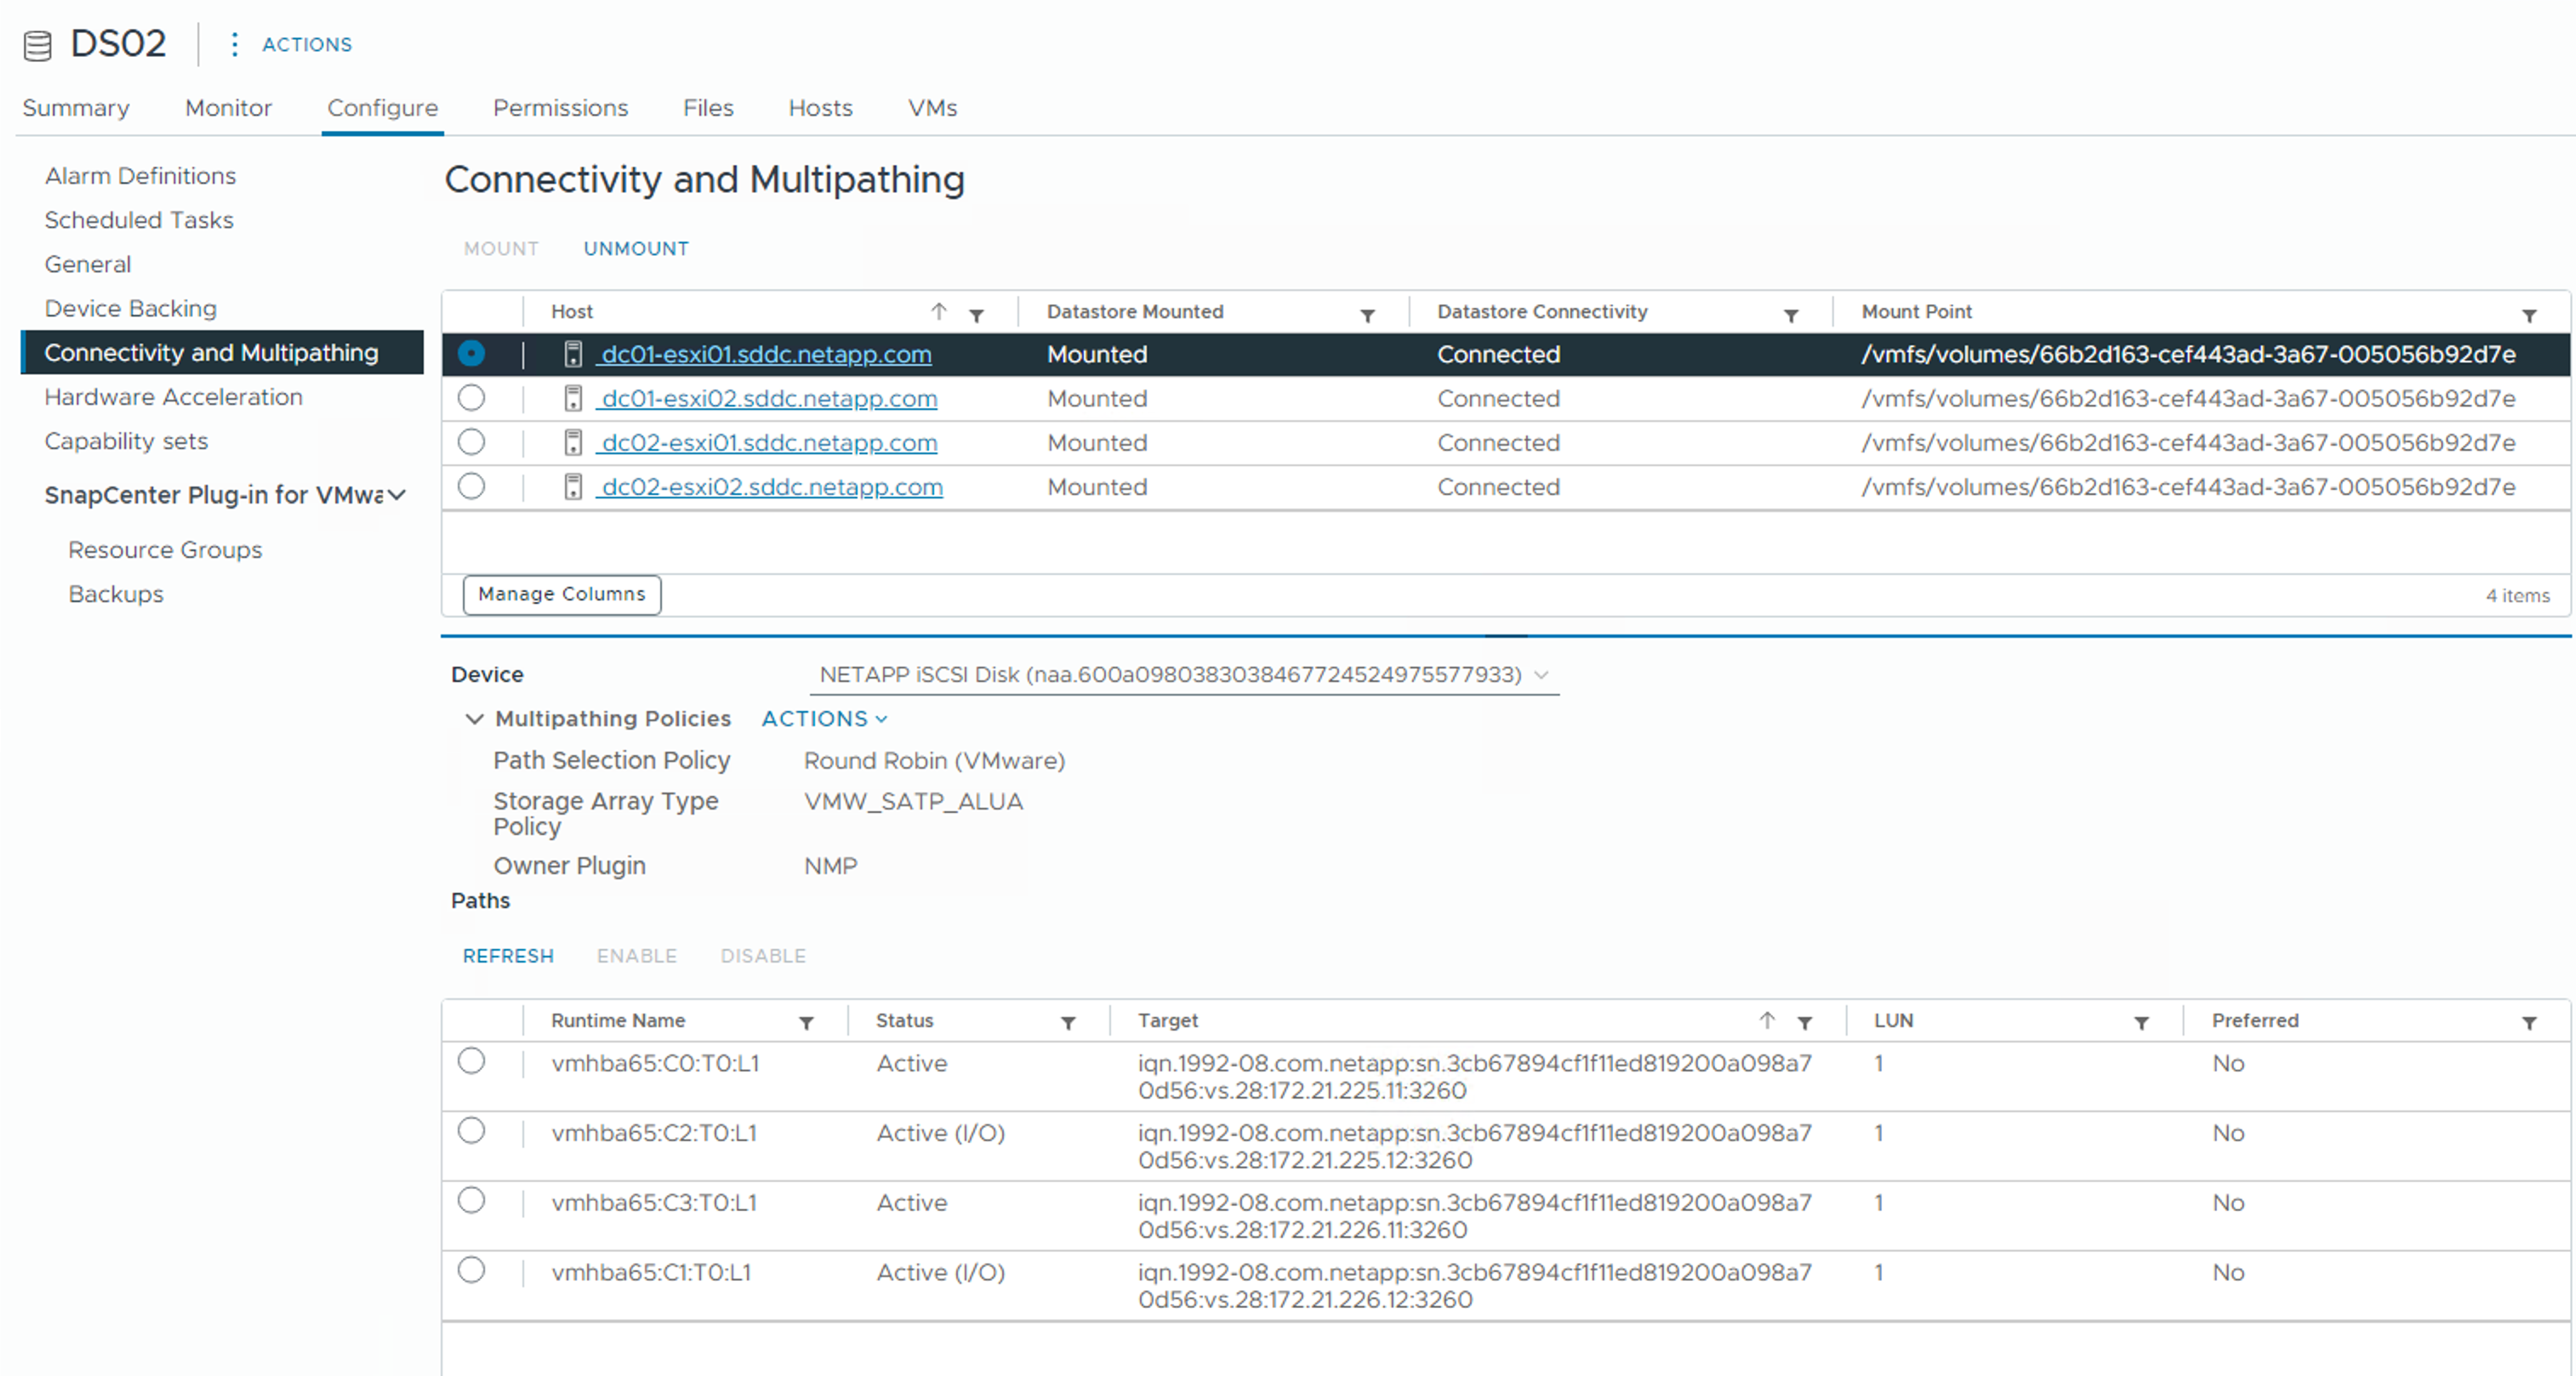 DS02 ACTIONS
Summary Monitor Configure Permissions Files Hosts VMs
Alarm Definitions
Scheduled Tasks
General
Device Backing
Connectivity and Multipathing
Hardware Acceleration
Capability sets
SnapCenter Plug-in for VMwa
Resource Groups
Backups
Connectivity and Multipathing
MOUNT UNMOUNT
Host Datastore Mounted Datastore Connectivity Mount Point
dc01-esxi01.sddc.netapp.com Mounted Connected /vmfs/volumes/66b2d163-cef443ad-3a67-005056b92d7e
dc01-esxi02.sddc.netapp.com Mounted Connected /vmfs/volumes/66b2d163-cef443ad-3a67-005056b92d7e
dc02-esxi01.sddc.netapp.com Mounted Connected /vmfs/volumes/66b2d163-cef443ad-3a67-005056b92d7e
dc02-esxi02.sddc.netapp.com Mounted Connected /vmfs/volumes/66b2d163-cef443ad-3a67-005056b92d7e
Manage Columns 4 items
Device NETAPP iSCSI Disk (naa.600a0980383038467724524975577933)
Multipathing Policies ACTIONS
Path Selection Policy Round Robin (VMware)
Storage Array Type
Policy VMW_SATP_ALUA
Owner Plugin NMP
Paths
REFRESH ENABLE DISABLE
Runtime Name Status Target LUN Preferred
vmhba65:C0:T0:L1 Active iqn.1992-08.com.netapp:sn.3cb67894cf1f11ed819200a098a7 1 No
0d56:vs.28:172.21.225.11:3260
vmhba65:C2:T0:L1 Active (I/O) iqn.1992-08.com.netapp:sn.3cb67894cf1f11ed819200a098a7 1 No
0d56:vs.28:172.21.225.12:3260
vmhba65:C3:T0:L1 Active iqn.1992-08.com.netapp:sn.3cb67894cf1f11ed819200a098a7 1 No
0d56:vs.28:172.21.226.11:3260
vmhba65:C1:T0:L1 Active (I/O) iqn.1992-08.com.netapp:sn.3cb67894cf1f11ed819200a098a7 1 No
0d56:vs.28:172.21.226.12:3260